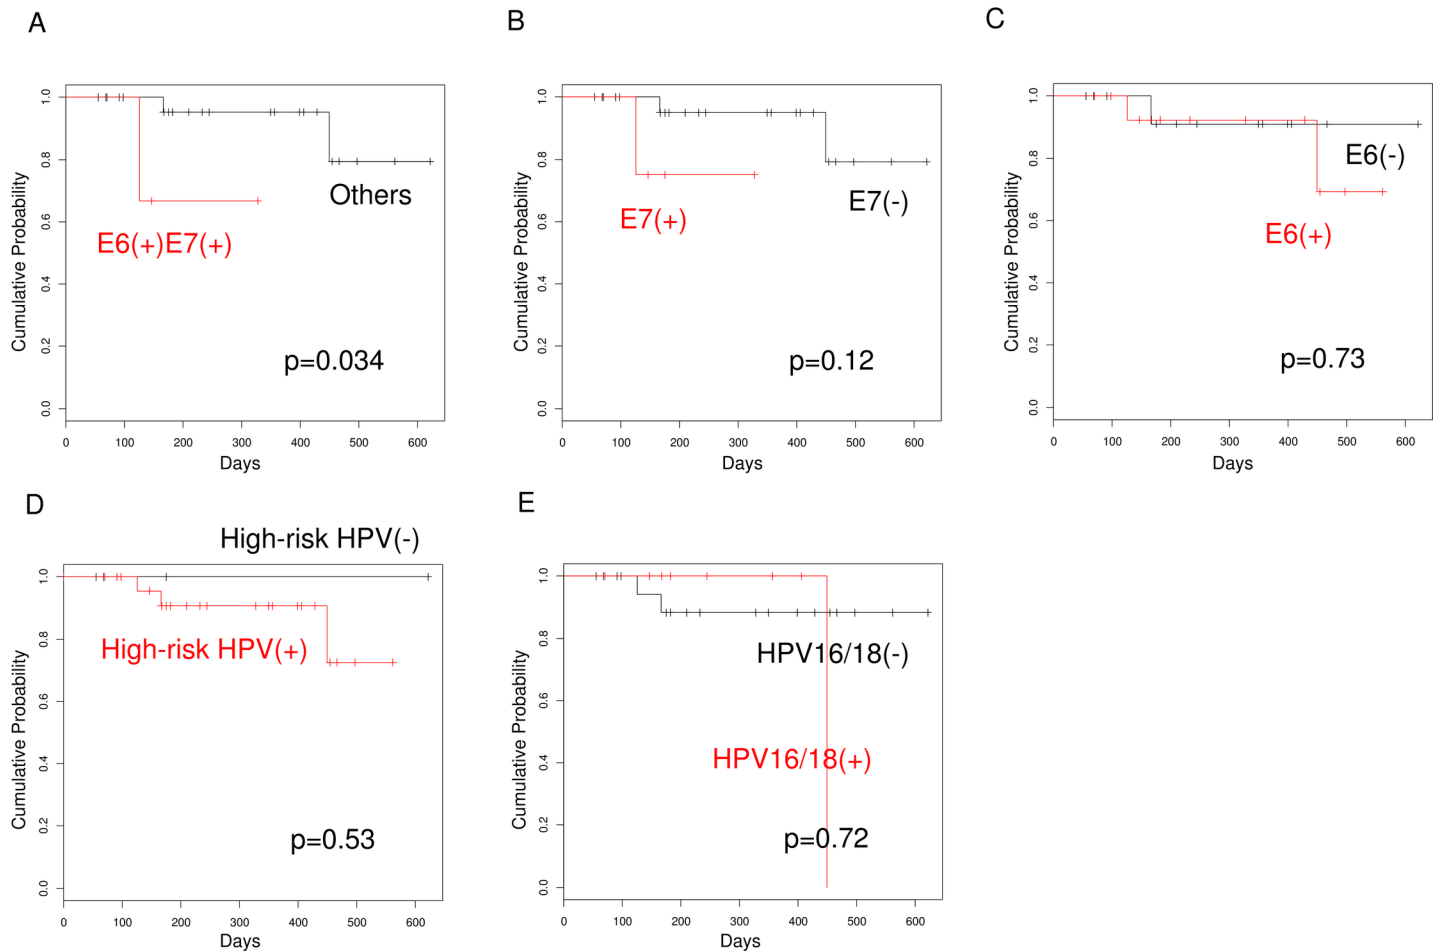 A
Cumulative Probability
1.0
0.8
0.6
0.4
0.2
0.0
Others
E6(+)E7(+)
p=0.034
0 100 200 300 400 500 600
Days
B
Cumulative Probability
1.0
0.8
0.6
0.4
0.2
0.0
E7(-)
E7(+)
p=0.12
0 100 200 300 400 500 600
Days
C
Cumulative Probability
1.0
0.8
0.6
0.4
0.2
0.0
E6(-)
E6(+)
p=0.73
0 100 200 300 400 500 600
Days
D
High-risk HPV(-)
Cumulative Probability
1.0
0.8
0.6
0.4
0.2
0.0
High-risk HPV(+)
p=0.53
0 100 200 300 400 500 600
Days
E
Cumulative Probability
1.0
0.8
0.6
0.4
0.2
0.0
HPV16/18(-)
HPV16/18(+)
p=0.72
0 100 200 300 400 500 600
Days